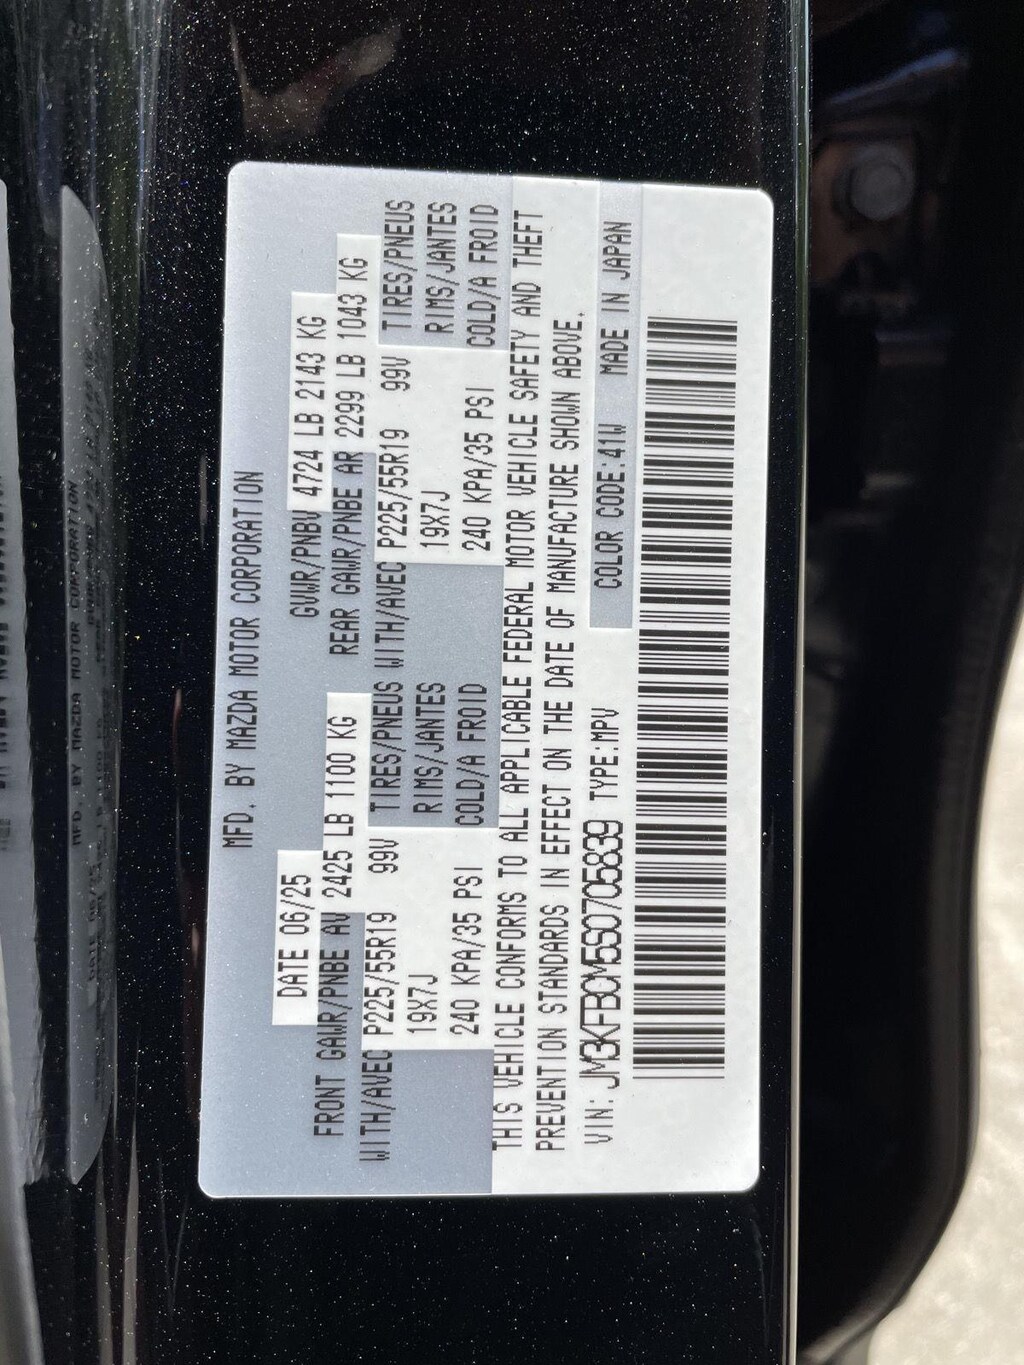 MFD. BY MAZDA MOTOR CORPORATION
DATE 06/25 GVWR/PNBV 4724 LB 2143 KG
FRONT GAWR/PNBE AV 2425 LB 1100 KG REAR GAWR/PNBE AR 2299 LB 1043 KG
WITH/AVEC P225/55R19 99V TIRES/PNEUS WITH/AVEC P225/55R19 99V TIRES/PNEUS
19X7J RIMS/JANTES 19X7J RIMS/JANTES
240 KPA/35 PSI COLD/A FROID 240 KPA/35 PSI COLD/A FROID
THIS VEHICLE CONFORMS TO ALL APPLICABLE FEDERAL MOTOR VEHICLE SAFETY AND THEFT
PREVENTION STANDARDS IN EFFECT ON THE DATE OF MANUFACTURE SHOWN ABOVE.
VIN: JM3KFBCM5S0705839 TYPE:MPV COLOR CODE:41W MADE IN JAPAN